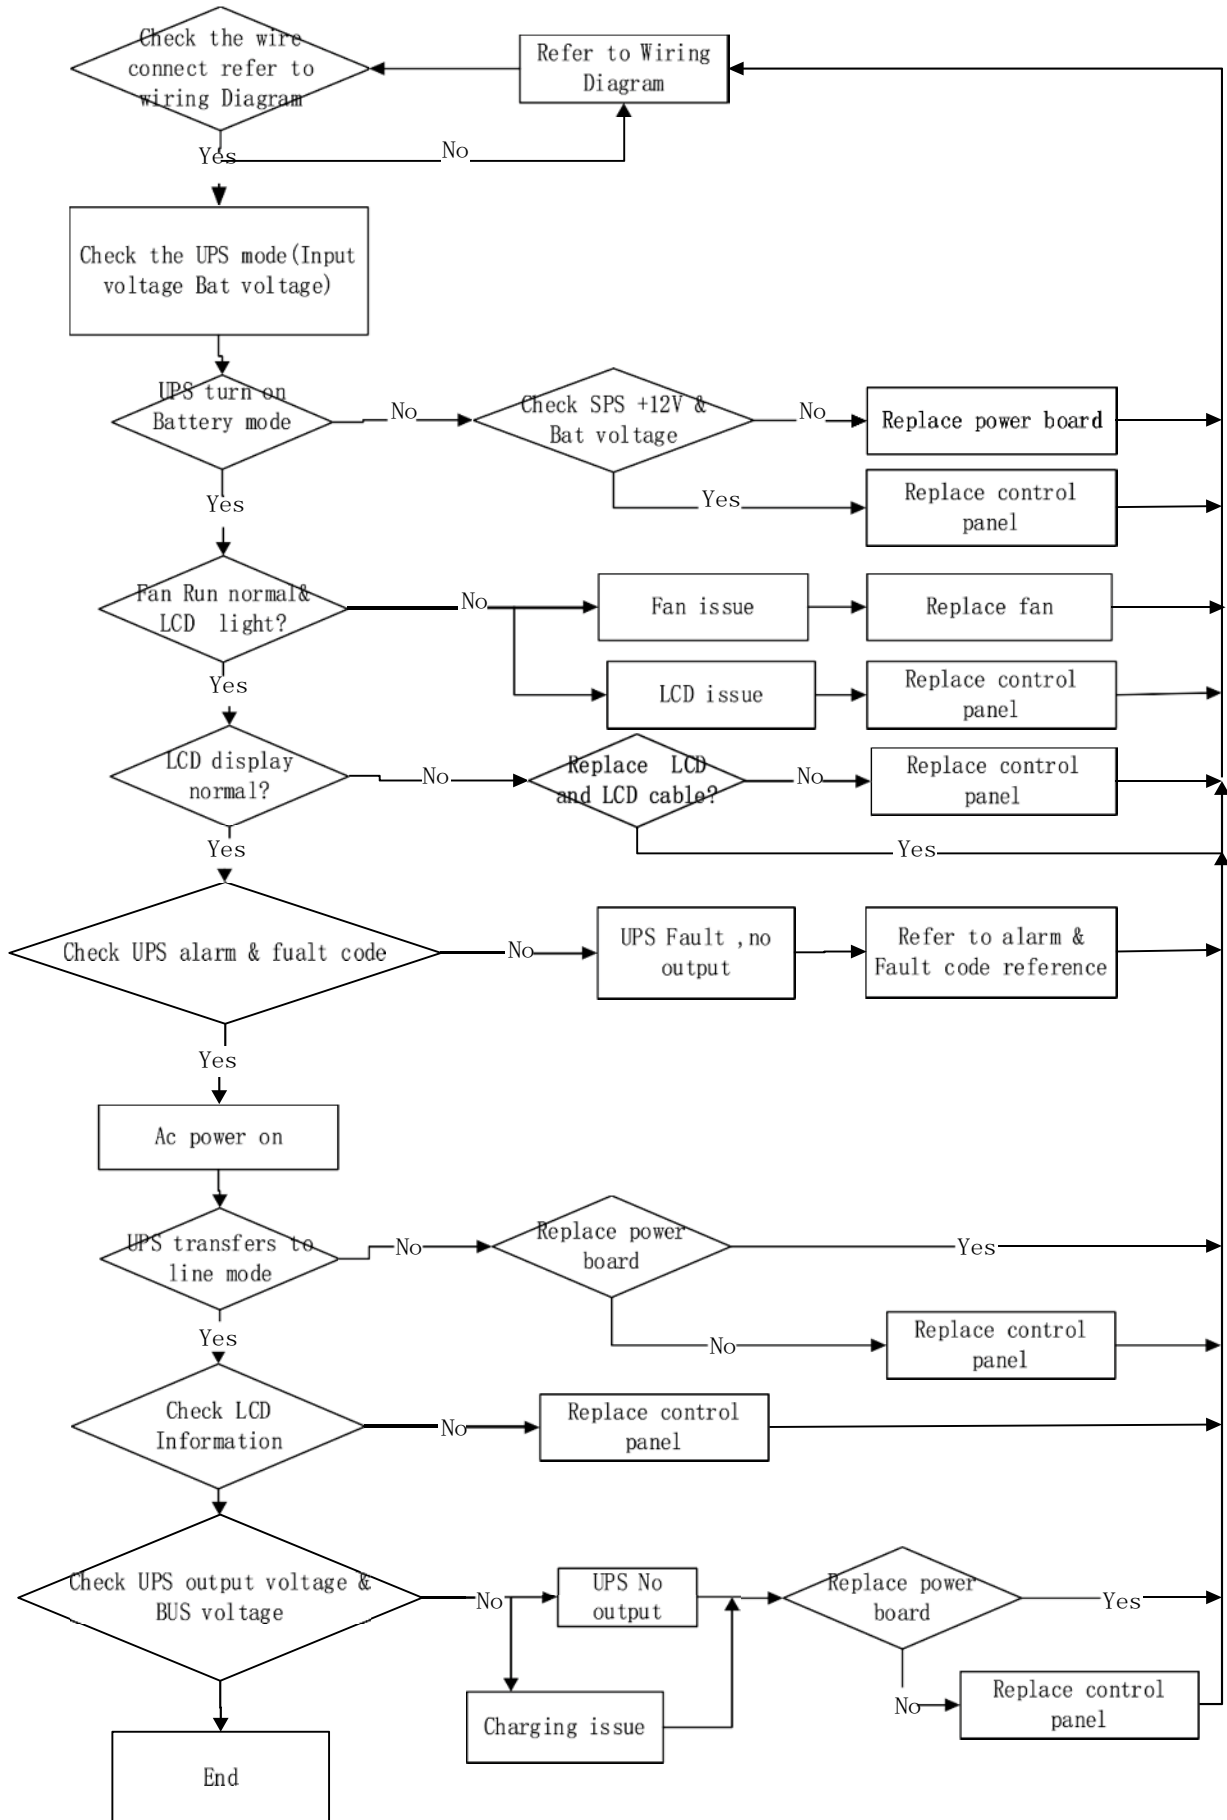 Check the wire
connect refer to
wiring Diagram
Refer to Wiring
Diagram
Yes
No
Check the UPS mode(Input
voltage Bat voltage)
UPS turn on
Battery mode
No
Check SPS +12V &
Bat voltage
No
Replace power board
Yes
Yes
Replace control
panel
Fan Run normal&
LCD light?
No
Fan issue
Replace fan
Yes
LCD issue
Replace control
panel
LCD display
normal?
No
Replace LCD
and LCD cable?
No
Replace control
panel
Yes
Yes
Check UPS alarm & fualt code
No
UPS Fault ,no
output
Refer to alarm &
Fault code reference
Yes
Ac power on
UPS transfers to
line mode
No
Replace power
board
Yes
Yes
No
Replace control
panel
Check LCD
Information
No
Replace control
panel
Check UPS output voltage &
BUS voltage
No
UPS No
output
Replace power
board
Yes
Charging issue
No
Replace control
panel
End